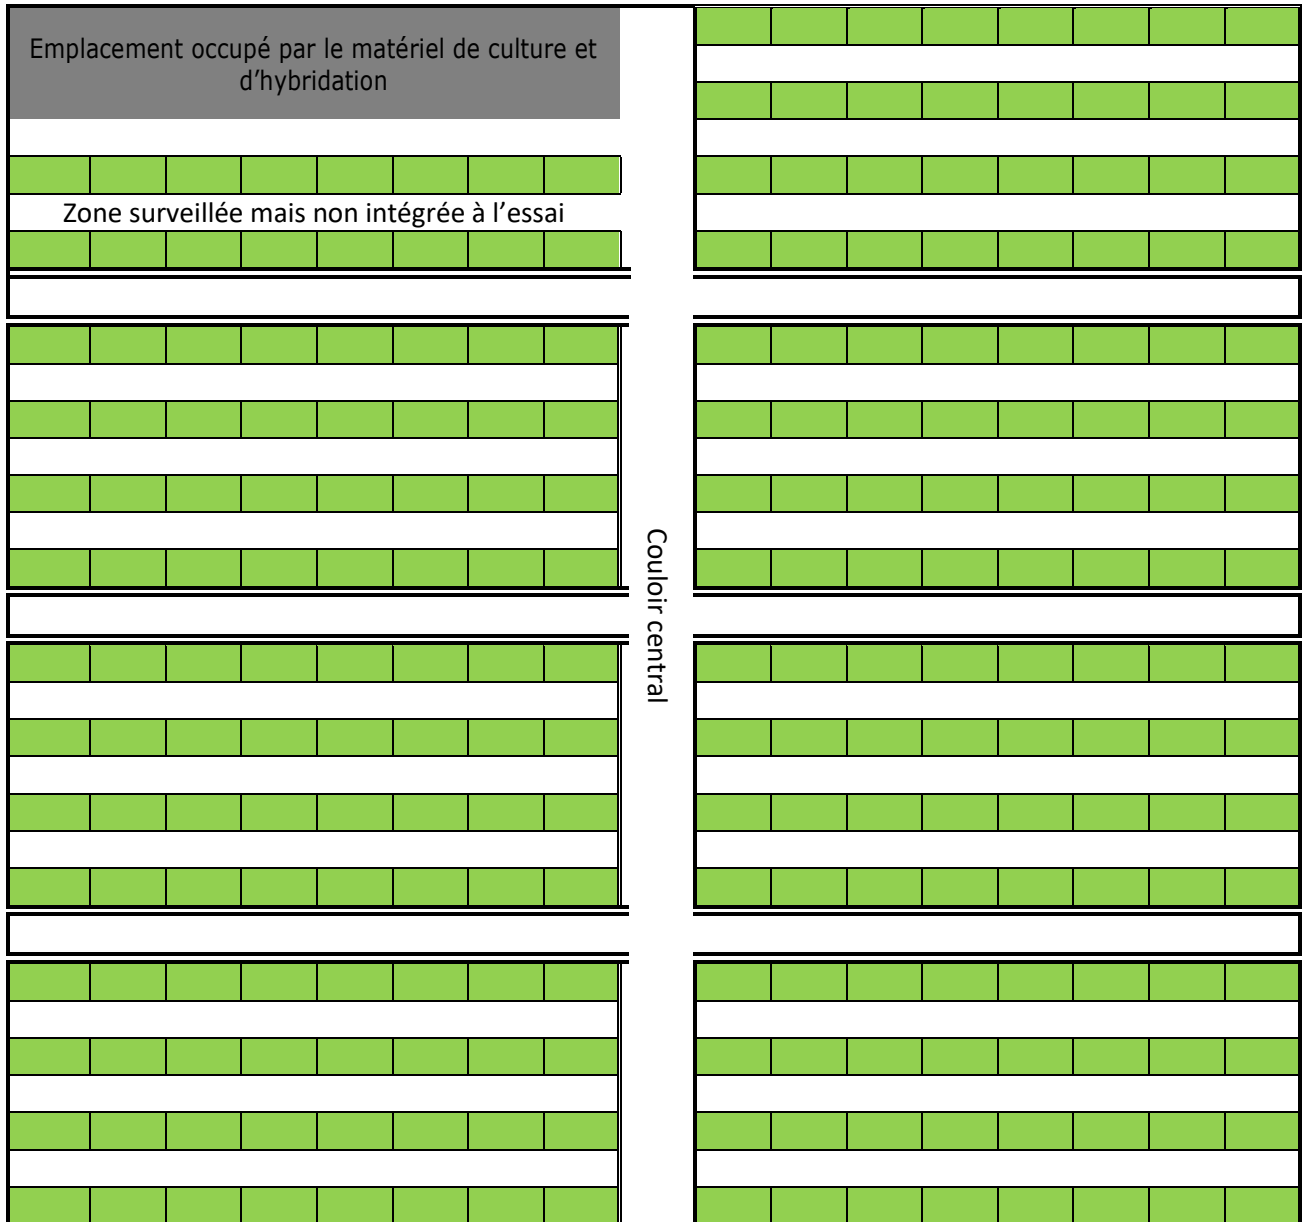 Emplacement occupé par le matériel de culture et
d’hybridation
Zone surveillée mais non intégrée à l’essai
Couloir central